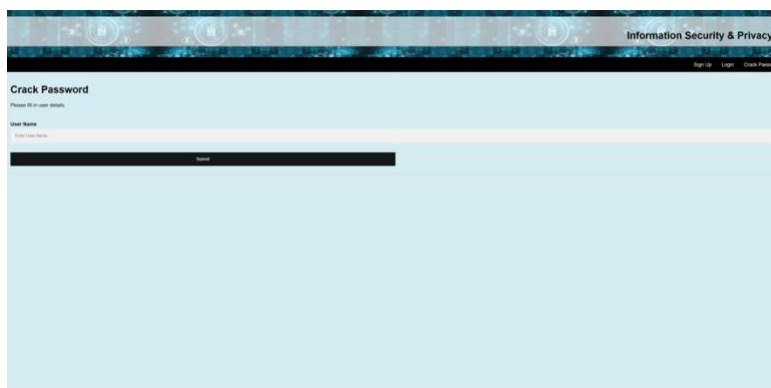 Information Security & Privacy
Sign Up Login Crack Pass
Crack Password
Please fill in user details.
User Name
Enter User Name
Submit